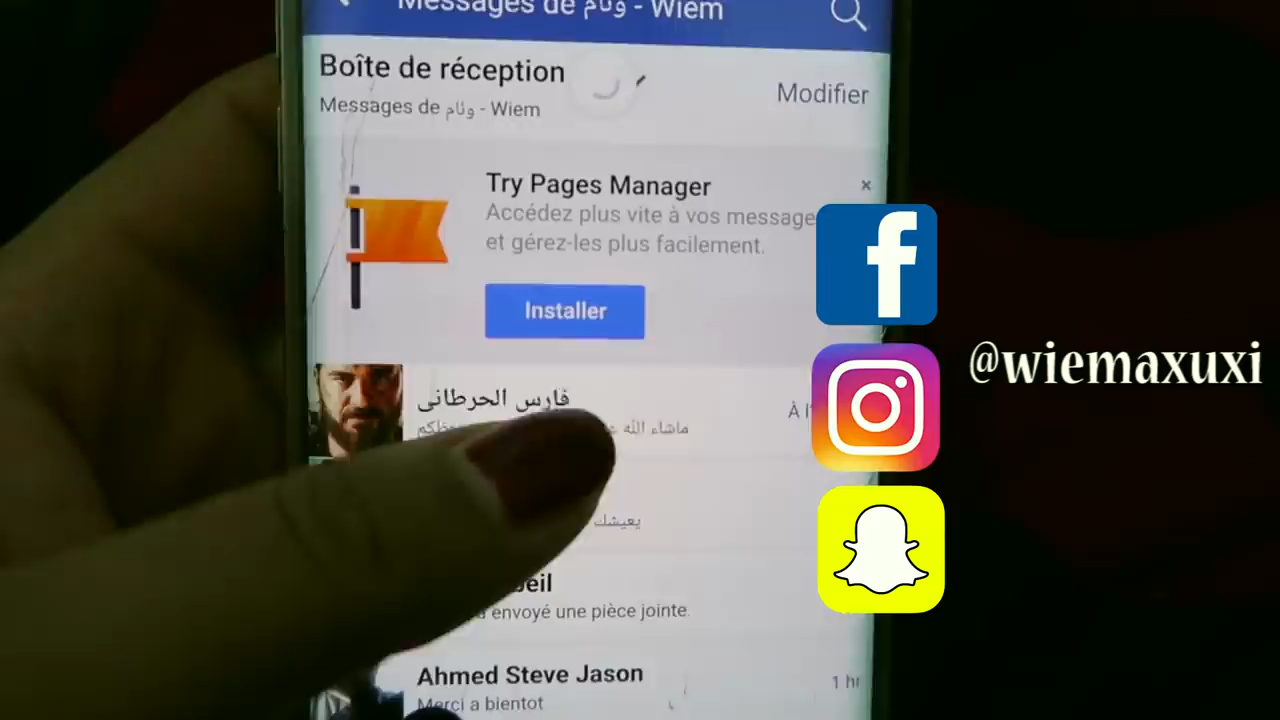 Messages de وئام - Wiem
Boîte de réception
Modifier
Messages de وئام - Wiem
Try Pages Manager
×
Accédez plus vite à vos message
et gérez-les plus facilement.
Installer
@wiemaxuxi
فارس الحرطاني
ماشاء الله
يعيشك
envoyé une pièce jointe.
Ahmed Steve Jason
1 hr
Merci a bientot